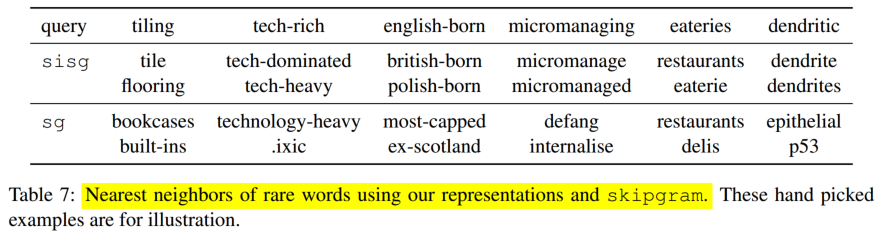 query tiling tech-rich english-born micromanaging eateries dendritic
sisg tile tech-dominated british-born micromanage restaurants dendrite
flooring tech-heavy polish-born micromanaged eaterie dendrites
sg bookcases technology-heavy most-capped defang restaurants epithelial
built-ins .ixic ex-scotland internalise delis p53
Table 7: Nearest neighbors of rare words using our representations and skipgram. These hand picked
examples are for illustration.